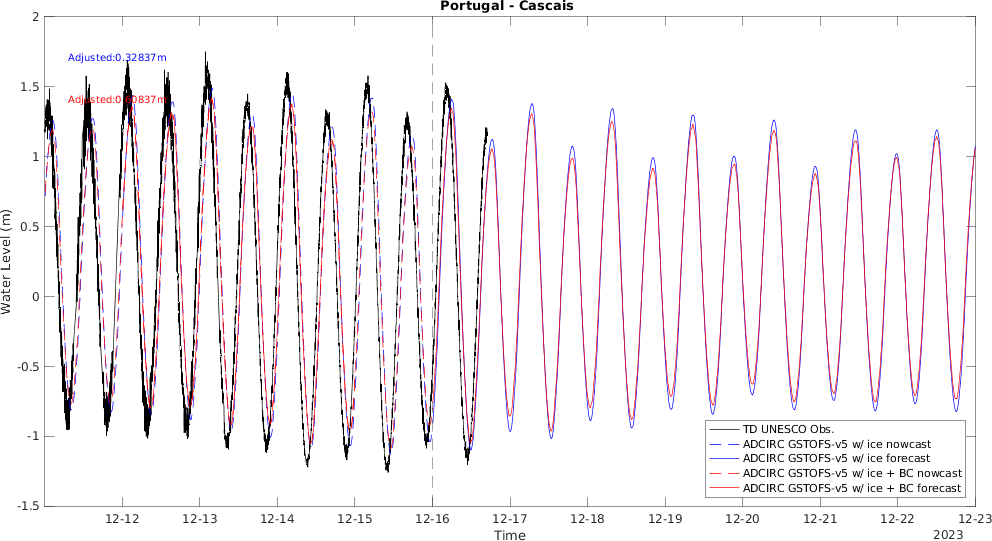 Portugal - Cascais
2
Adjusted:0.32837m
1.5
Adjusted:0.30837m
1
0.5
0
-0.5
-1
-1.5
Water Level (m)
TD UNESCO Obs.
ADCIRC GSTOFS-v5 w/ ice nowcast
ADCIRC GSTOFS-v5 w/ ice forecast
ADCIRC GSTOFS-v5 w/ ice + BC nowcast
ADCIRC GSTOFS-v5 w/ ice + BC forecast
12-12 12-13 12-14 12-15 12-16 12-17 12-18 12-19 12-20 12-21 12-22 12-23
Time
2023